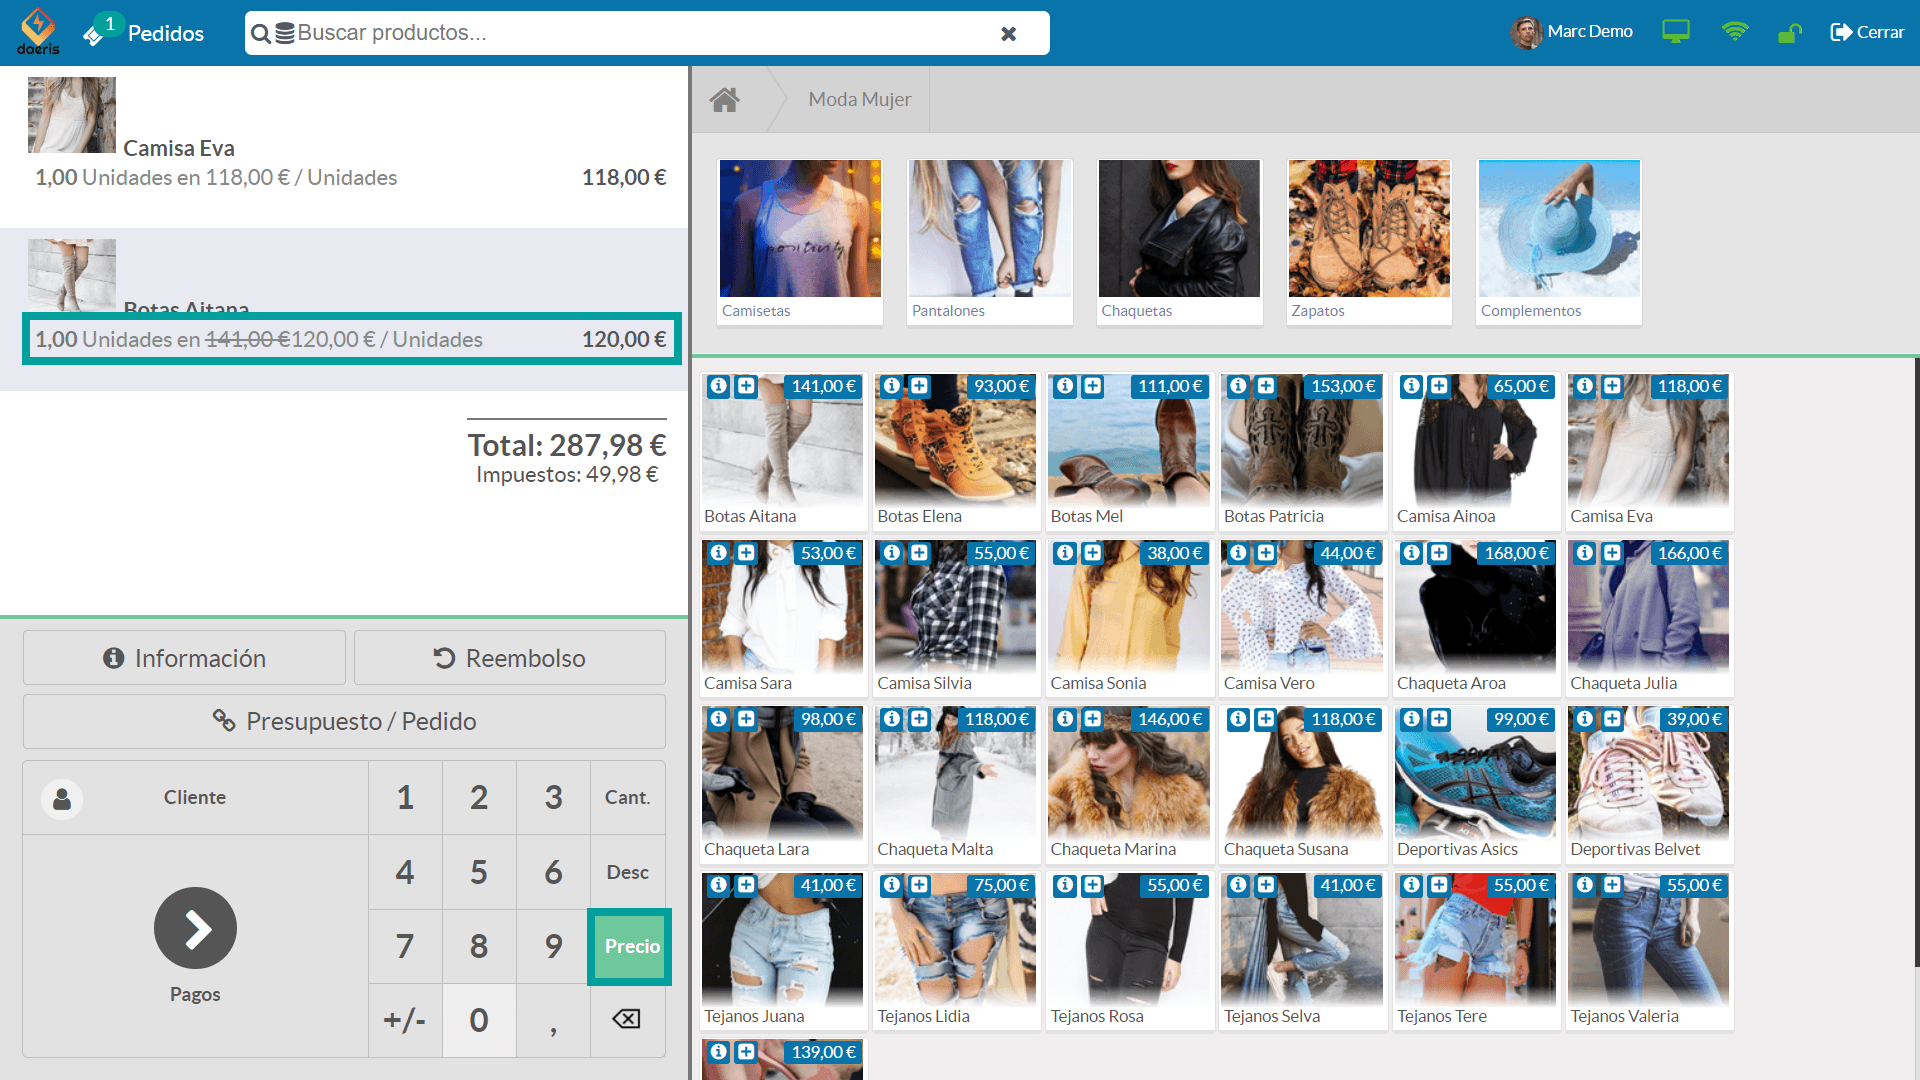 daeris
1
Pedidos
Buscar productos...
Marc Demo
Cerrar
Camisa Eva
1,00 Unidades en 118,00 € / Unidades 118,00 €
Botas Aitana
1,00 Unidades en 141,00 €120,00 € / Unidades 120,00 €
Total: 287,98 €
Impuestos: 49,98 €
Información
Reembolso
Presupuesto / Pedido
Cliente
1 2 3 Cant.
4 5 6 Desc
7 8 9 Precio
Pagos
+/- 0 ,
Moda Mujer
positivity
Camisetas
Pantalones
Chaquetas
Zapatos
Complementos
141,00 € 93,00 € 111,00 € 153,00 € 65,00 € 118,00 €
Botas Aitana Botas Elena Botas Mel Botas Patricia Camisa Ainoa Camisa Eva
53,00 € 55,00 € 38,00 € 44,00 € 168,00 € 166,00 €
Camisa Sara Camisa Silvia Camisa Sonia Camisa Vero Chaqueta Aroa Chaqueta Julia
98,00 € 118,00 € 146,00 € 118,00 € 99,00 € 39,00 €
Chaqueta Lara Chaqueta Malta Chaqueta Marina Chaqueta Susana Deportivas Asics Deportivas Belvet
41,00 € 75,00 € 55,00 € 41,00 € 55,00 € 55,00 €
Tejanos Juana Tejanos Lidia Tejanos Rosa Tejanos Selva Tejanos Tere Tejanos Valeria
139,00 €